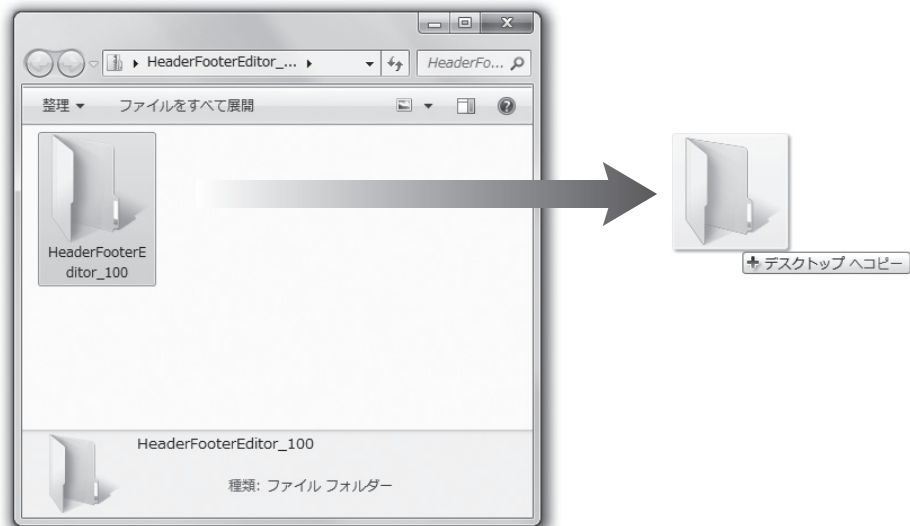 HeaderFooterEditor_...
HeaderFo...
整理
ファイルをすべて展開
HeaderFooterE
ditor_100
デスクトップ へコピー
HeaderFooterEditor_100
種類: ファイル フォルダー